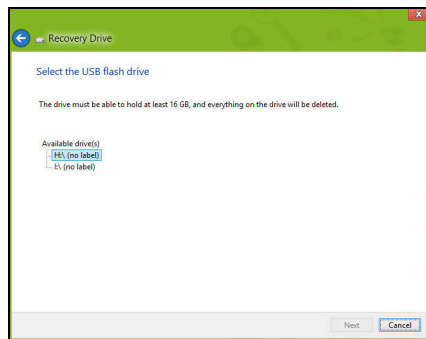 Recovery Drive
Select the USB flash drive
The drive must be able to hold at least 16 GB, and everything on the drive will be deleted.
Available drive(s)
H:\ (no label)
I:\ (no label)
Next
Cancel